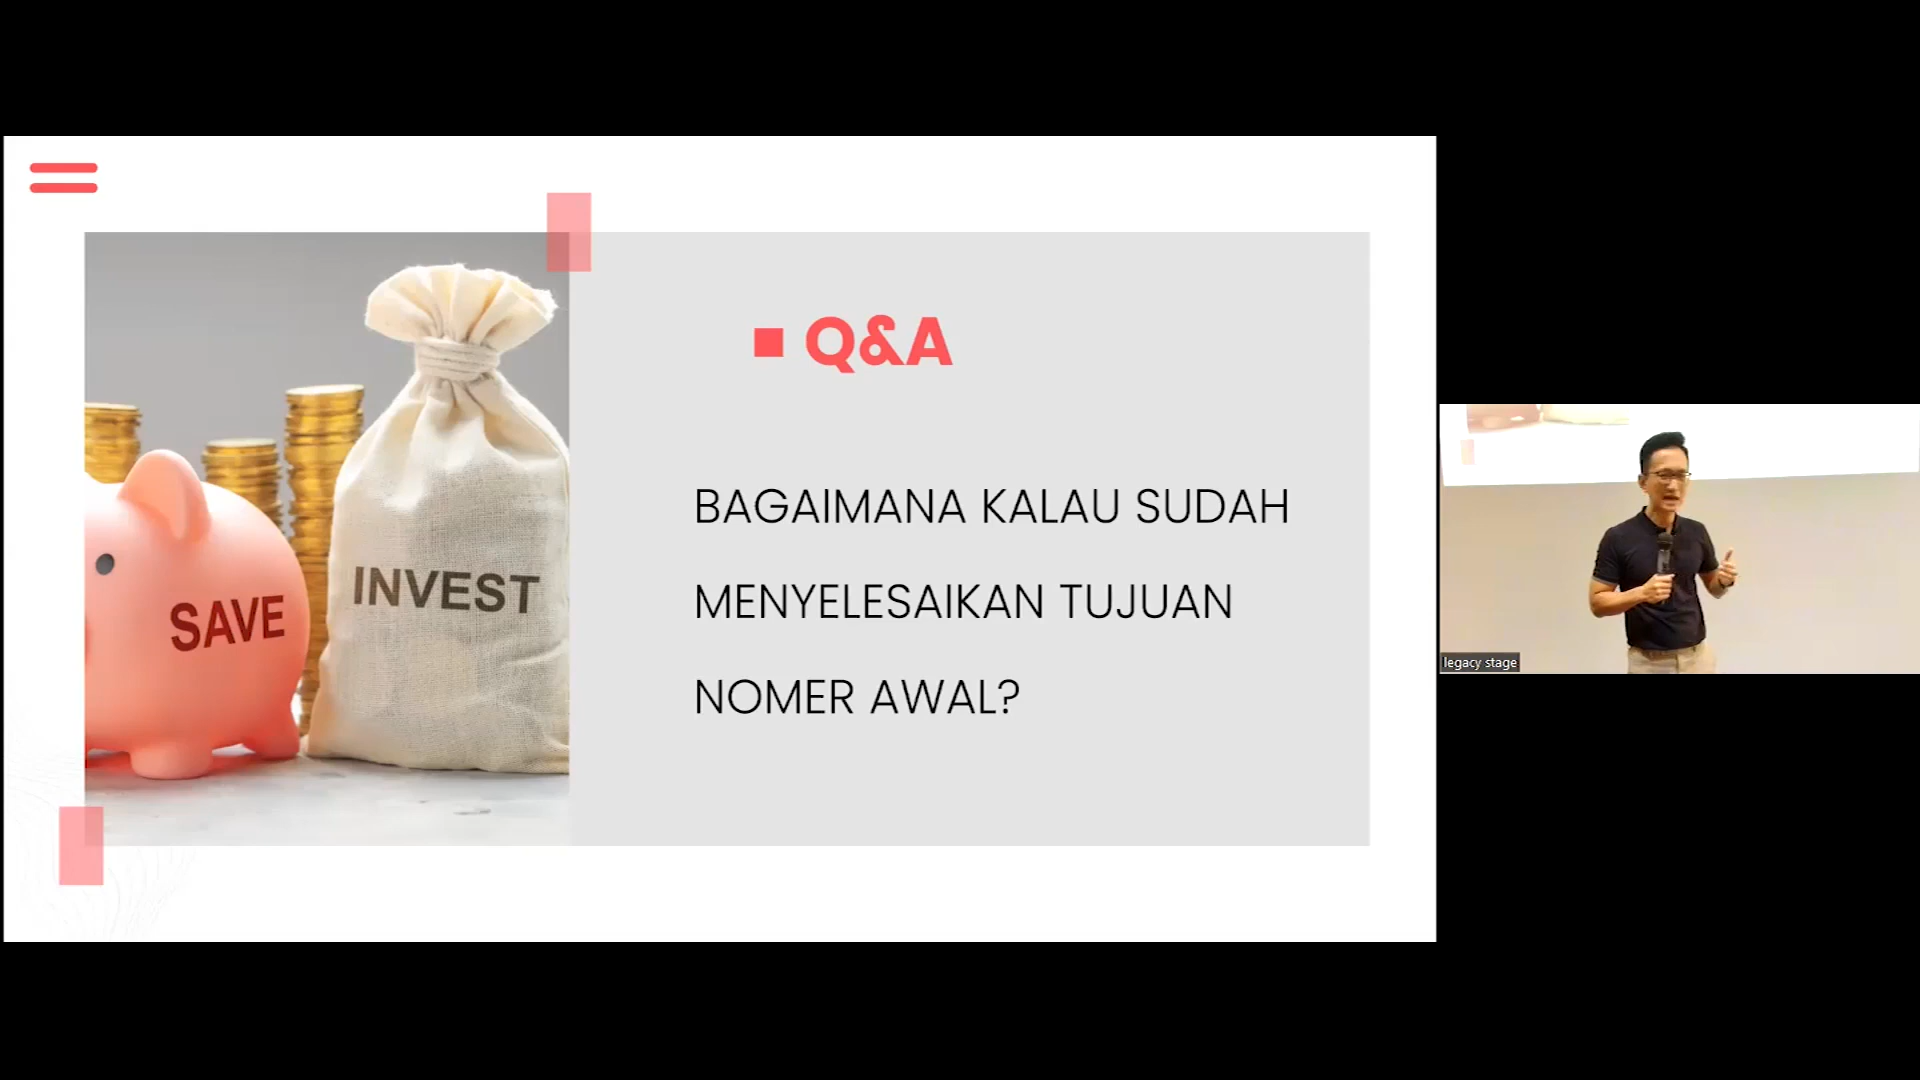 Q&A
BAGAIMANA KALAU SUDAH
MENYELESAIKAN TUJUAN
NOMER AWAL?
SAVE
INVEST
legacy stage